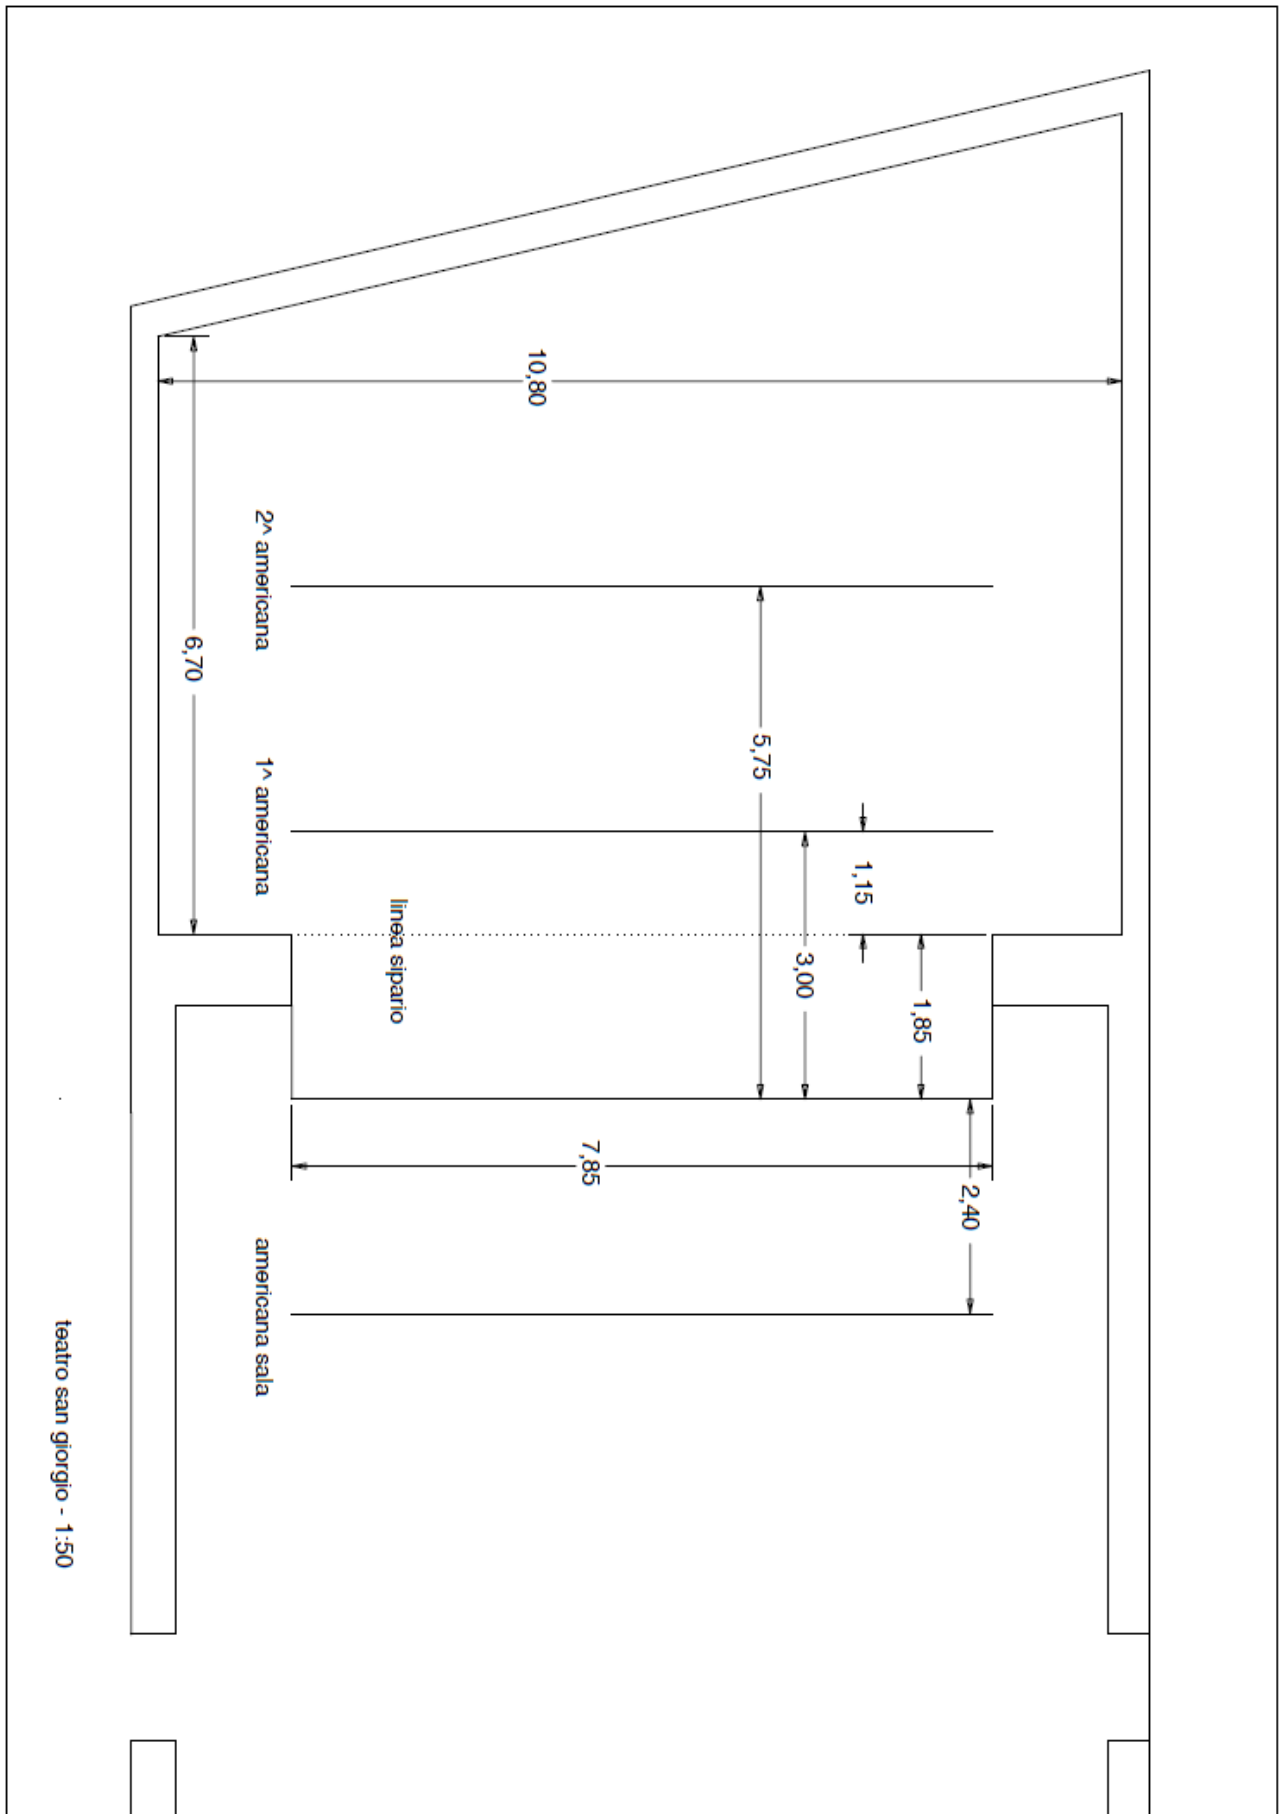 10,80
2^ americana
6,70
5,75
1^ americana
1,15
linea sipario
3,00
1,85
7,85
2,40
americana sala
teatro san giorgio - 1:50